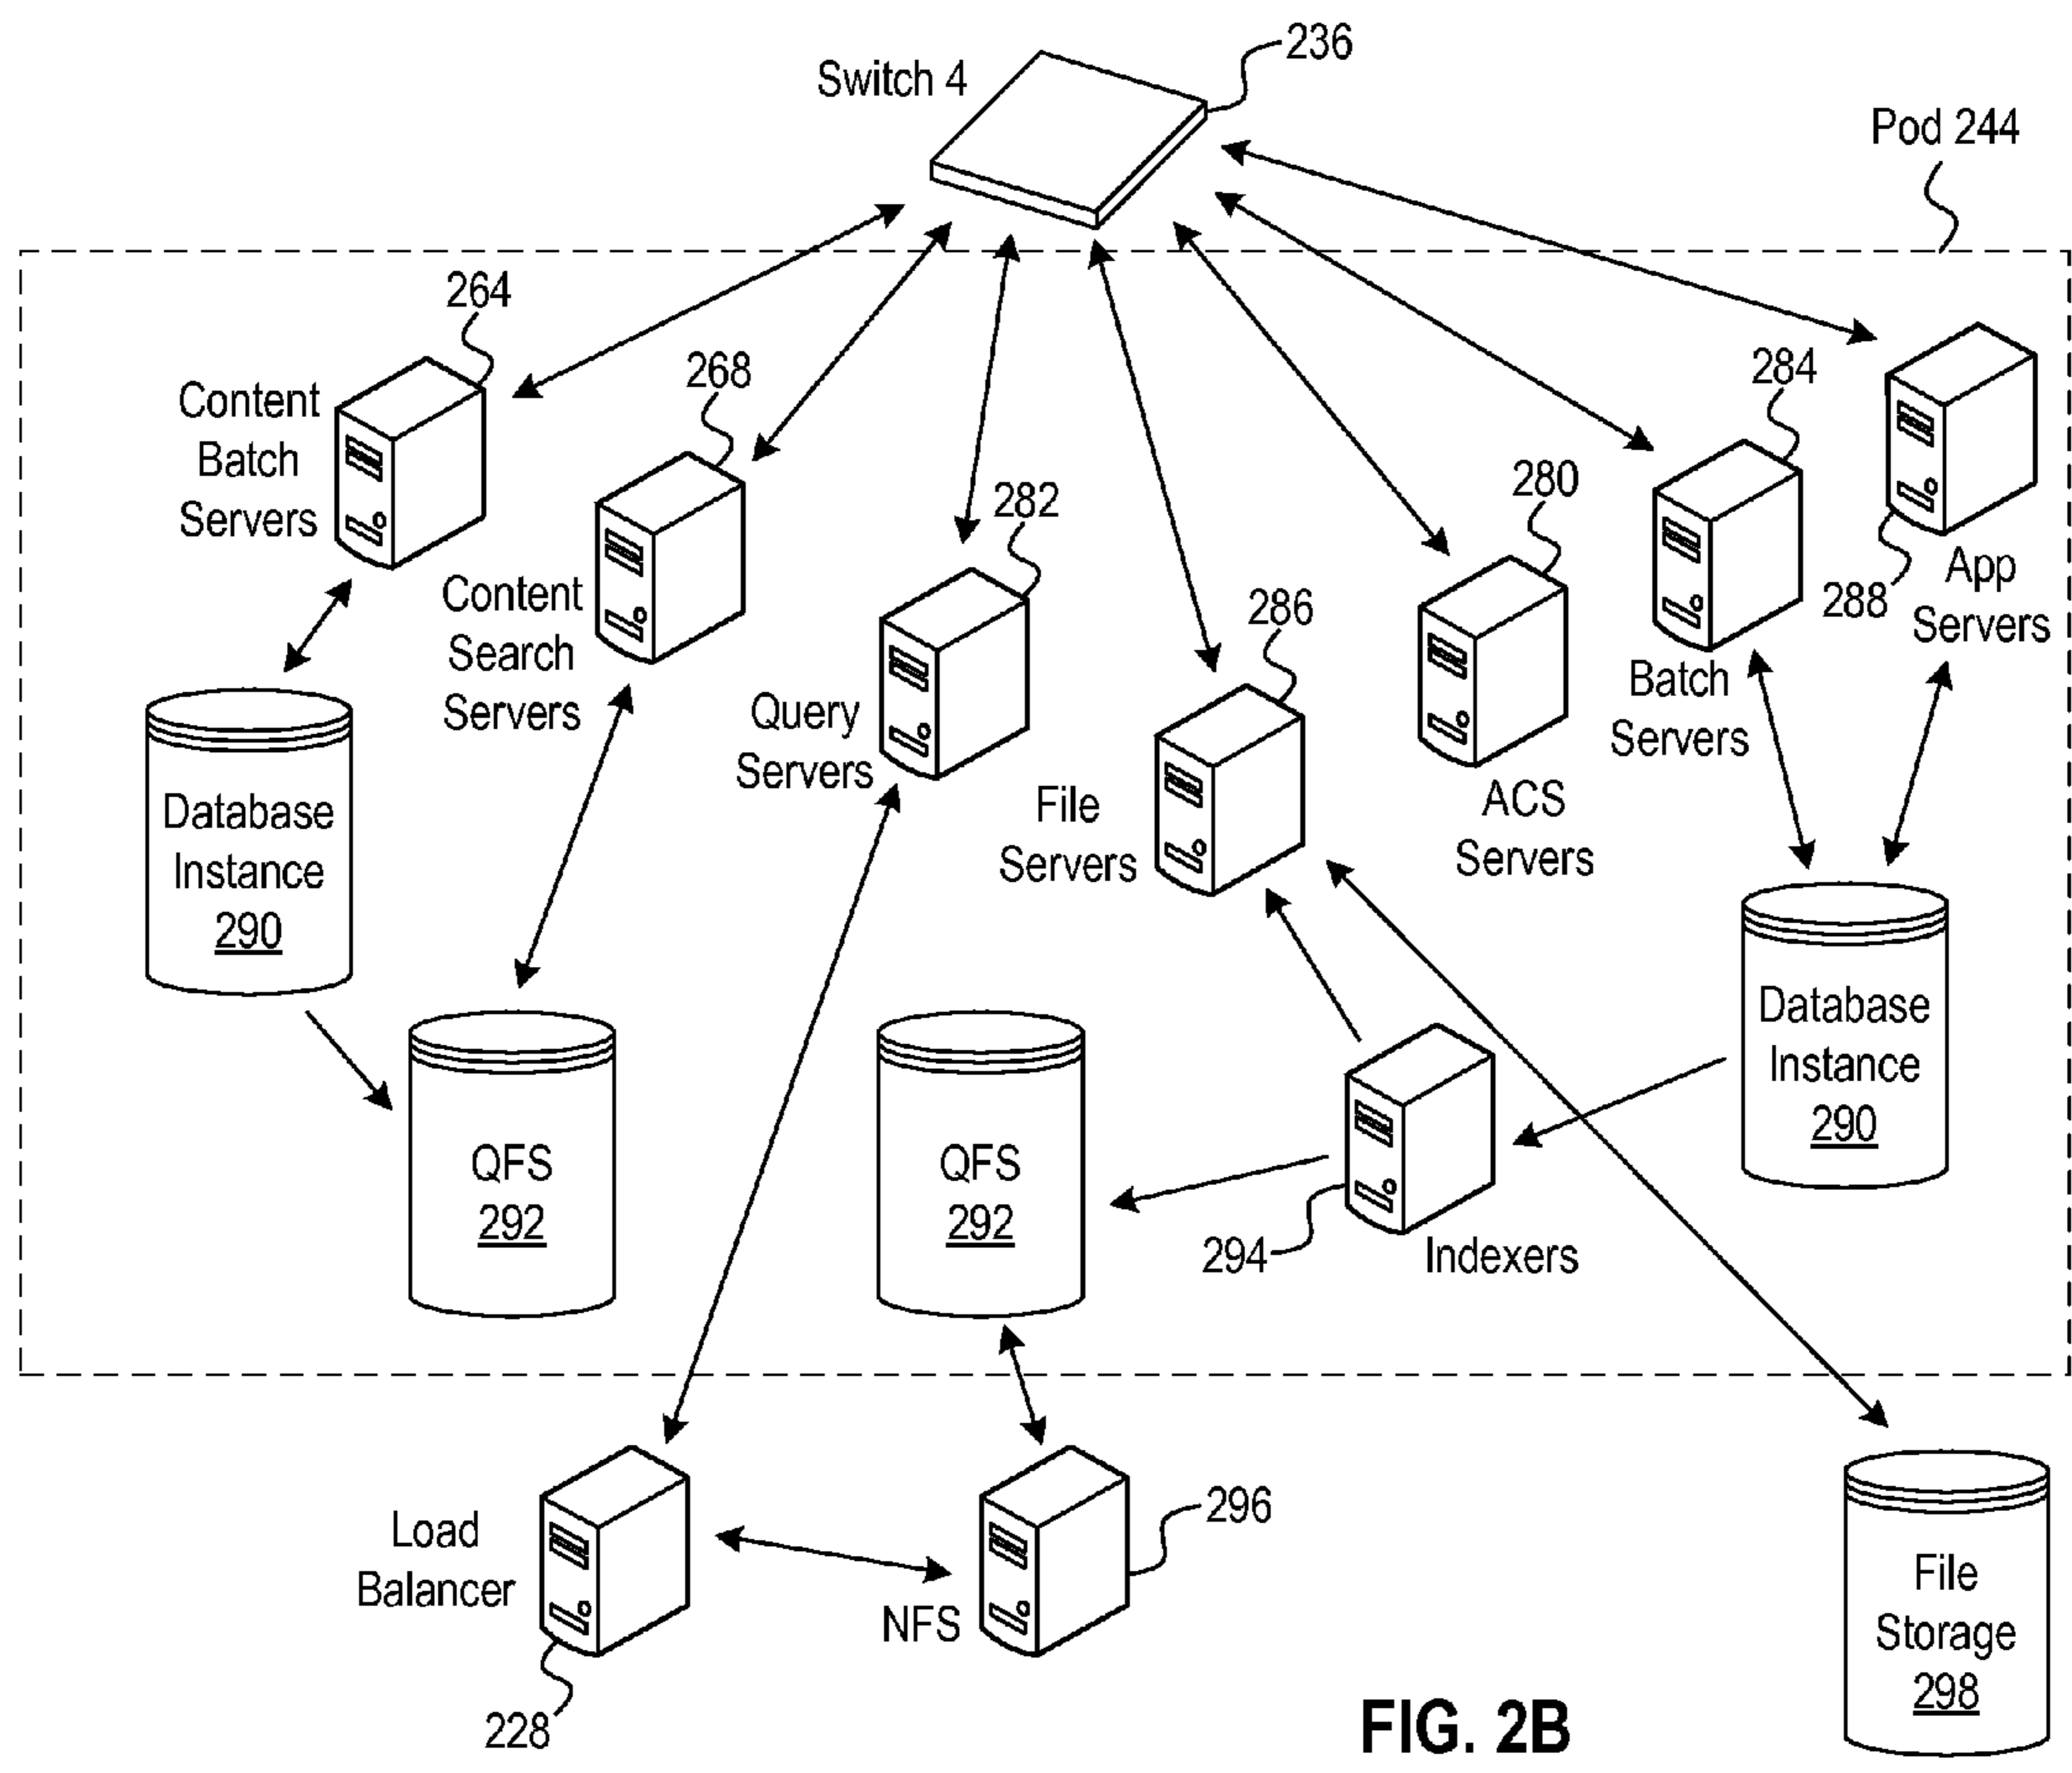 236
Switch 4
Pod 244
264
Content
Batch
Servers
268
Content
Search
Servers
282
Query
Servers
286
File
Servers
280
ACS
Servers
284
Batch
Servers
288
App
Servers
Database
Instance
290
QFS
292
QFS
292
294
Indexers
Database
Instance
290
Load
Balancer
228
NFS
296
File
Storage
298
FIG. 2B